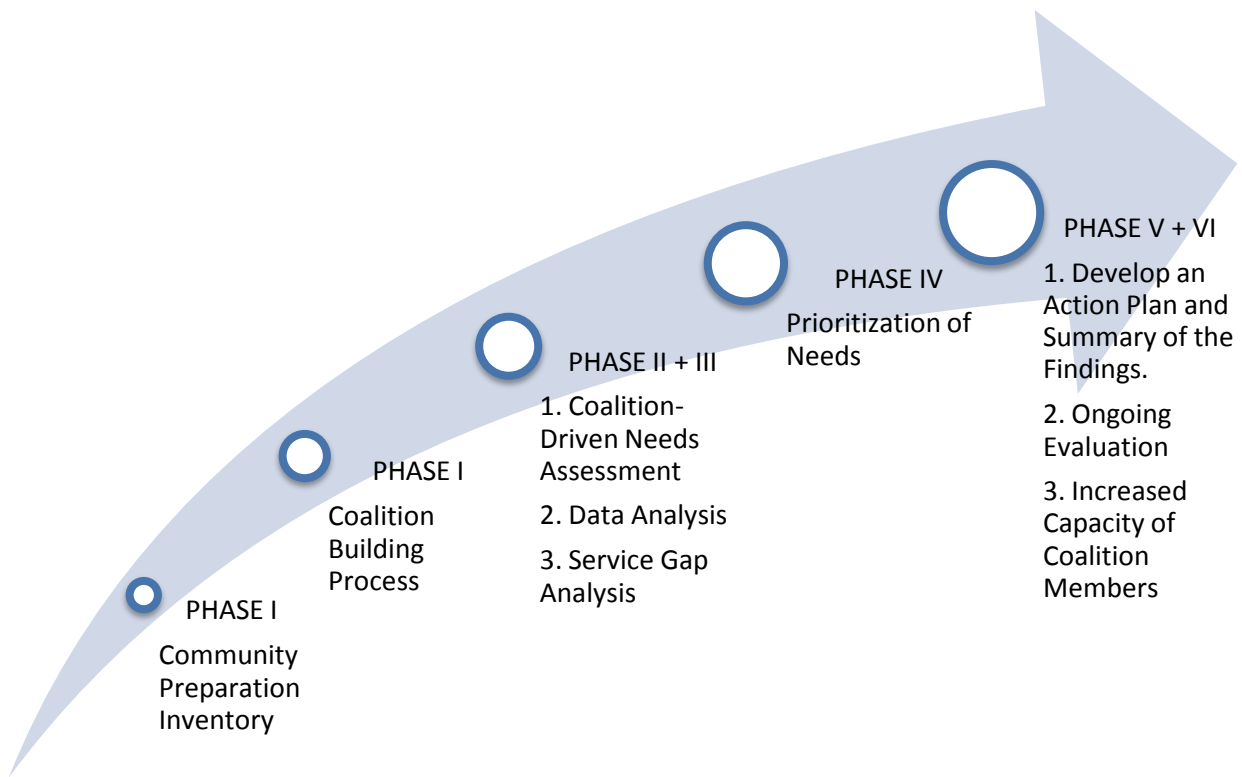 PHASE I
Community
Preparation
Inventory
PHASE I
Coalition
Building
Process
PHASE II + III
1. Coalition-
Driven Needs
Assessment
2. Data Analysis
3. Service Gap
Analysis
PHASE IV
Prioritization of
Needs
PHASE V + VI
1. Develop an
Action Plan and
Summary of the
Findings.
2. Ongoing
Evaluation
3. Increased
Capacity of
Coalition
Members